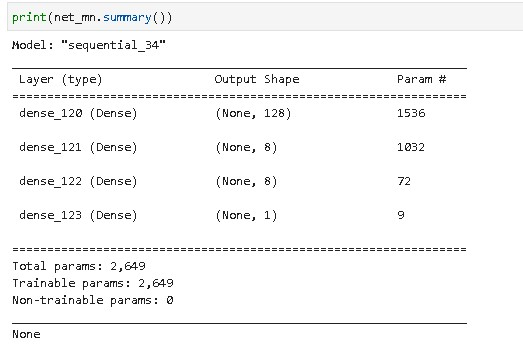 print(net_mn.summary())
Model: "sequential_34"
Layer (type) Output Shape Param #
dense_120 (Dense) (None, 128) 1536
dense_121 (Dense) (None, 8) 1032
dense_122 (Dense) (None, 8) 72
dense_123 (Dense) (None, 1) 9
Total params: 2,649
Trainable params: 2,649
Non-trainable params: 0
None